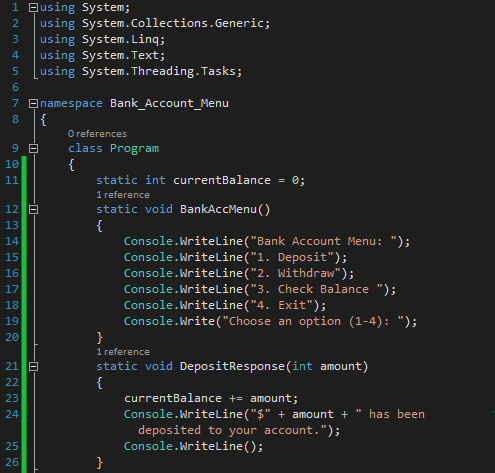 1 using System;
2 using System.Collections.Generic;
3 using System.Linq;
4 using System.Text;
5 using System.Threading.Tasks;
6
7 namespace Bank_Account_Menu
8 {
0 references
9 class Program
10 {
11 static int currentBalance = 0;
1 reference
12 static void BankAccMenu()
13 {
14 Console.WriteLine("Bank Account Menu: ");
15 Console.WriteLine("1. Deposit");
16 Console.WriteLine("2. Withdraw");
17 Console.WriteLine("3. Check Balance ");
18 Console.WriteLine("4. Exit");
19 Console.Write("Choose an option (1-4): ");
20 }
1 reference
21 static void DepositResponse(int amount)
22 {
23 currentBalance += amount;
24 Console.WriteLine("$" + amount + " has been
deposited to your account.");
25 Console.WriteLine();
26 }